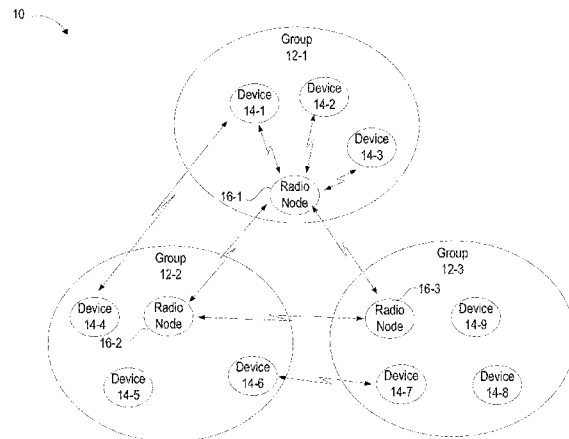 10
Group
12-1
Device
14-1
Device
14-2
Device
14-3
16-1
Radio
Node
Group
12-2
Group
12-3
16-3
Device
14-4
Radio
Node
16-2
Radio
Node
Device
14-9
Device
14-5
Device
14-6
Device
14-7
Device
14-8